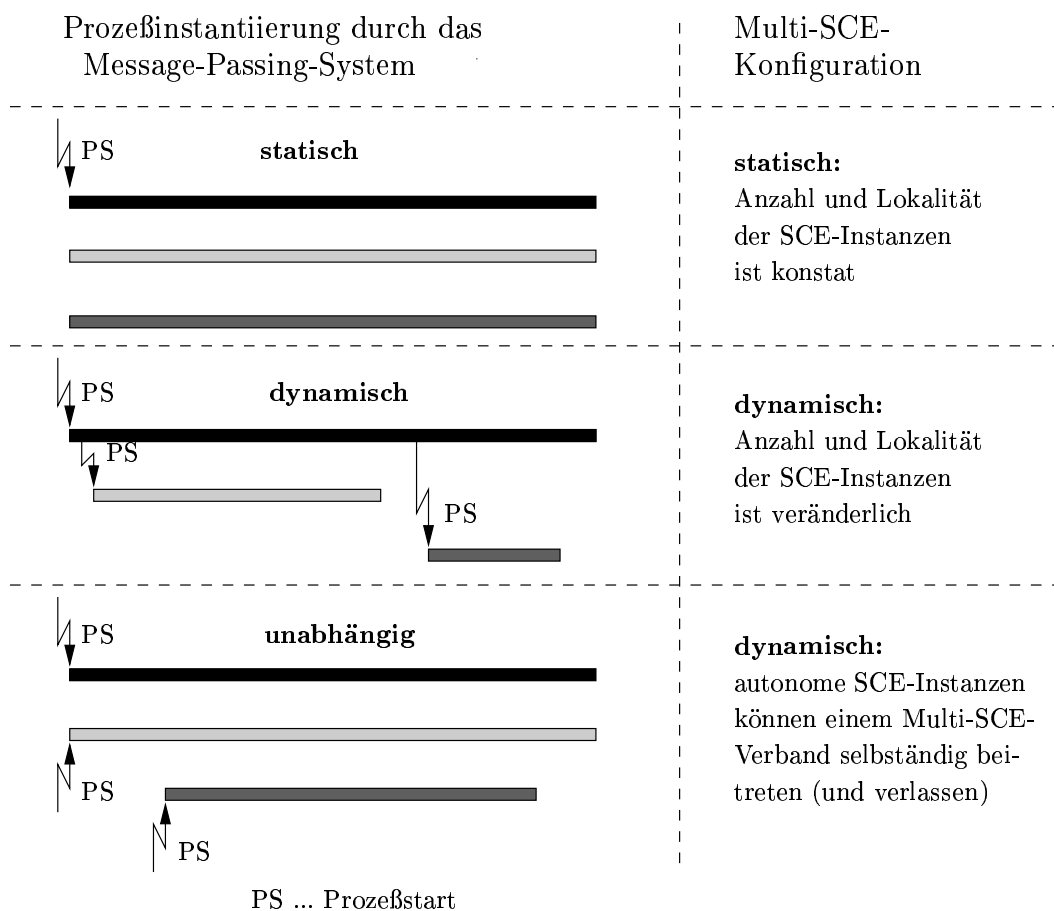 Prozeßinstantiierung durch das
Message-Passing-System
Multi-SCE-
Konfiguration
PS
statisch
statisch:
Anzahl und Lokalität
der SCE-Instanzen
ist konstat
PS
dynamisch
PS
PS
dynamisch:
Anzahl und Lokalität
der SCE-Instanzen
ist veränderlich
PS
unabhängig
PS
PS
dynamisch:
autonome SCE-Instanzen
können einem Multi-SCE-
Verband selbständig bei-
treten (und verlassen)
PS ... Prozeßstart